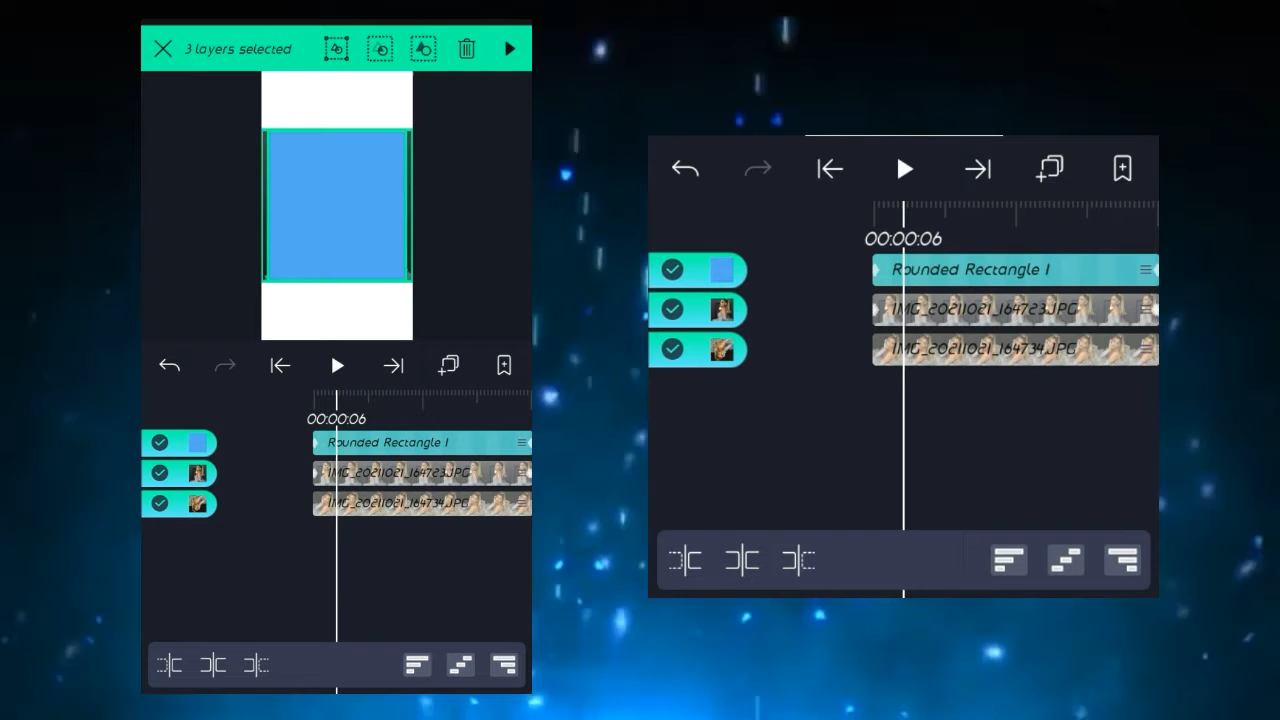 3 layers selected
00:00:06
Rounded Rectangle 1
IMG_20211021_164723.JPG
IMG_20211021_164734.JPG
00:00:06
Rounded Rectangle 1
IMG_20211021_164723.JPG
IMG_20211021_164734.JPG